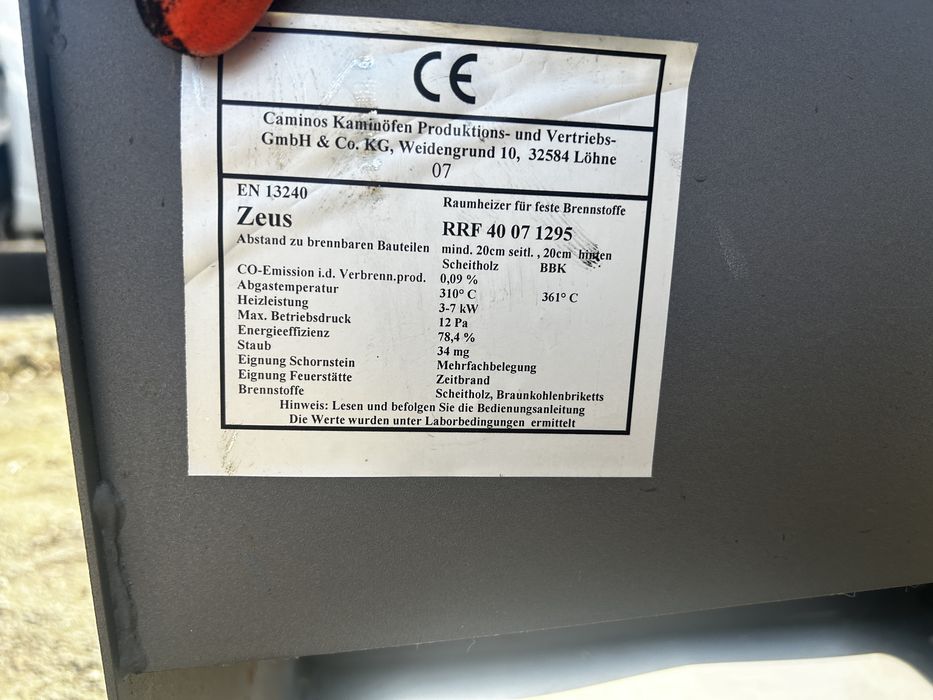 CE
Caminos Kaminöfen Produktions- und Vertriebs-
GmbH & Co. KG, Weidengrund 10, 32584 Löhne
07
EN 13240 Raumheizer für feste Brennstoffe
Zeus RRF 40 07 1295
Abstand zu brennbaren Bauteilen mind. 20cm seitl. , 20cm hinten
Scheitholz BBK
CO-Emission i.d. Verbrenn.prod. 0,09 %
Abgastemperatur 310° C 361° C
Heizleistung 3-7 kW
Max. Betriebsdruck 12 Pa
Energieeffizienz 78,4 %
Staub 34 mg
Eignung Schornstein Mehrfachbelegung
Eignung Feuerstätte Zeitbrand
Brennstoffe Scheitholz, Braunkohlenbriketts
Hinweis: Lesen und befolgen Sie die Bedienungsanleitung
Die Werte wurden unter Laborbedingungen ermittelt